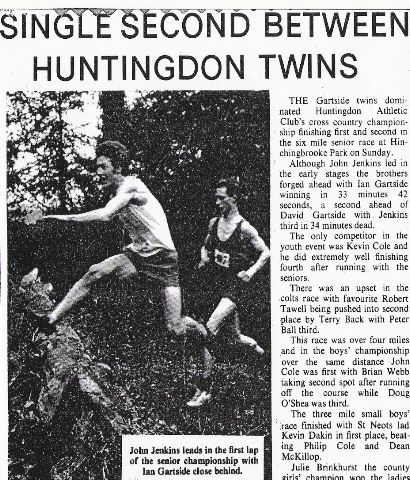 SINGLE SECOND BETWEEN
HUNTINGDON TWINS
THE Gartside twins domi-
nated Huntingdon Athletic
Club's cross country champion-
ship finishing first and second in
the six mile senior race at Hin-
chingbrooke Park on Sunday.
Although John Jenkins led in
the early stages the brothers
forged ahead with Ian Gartside
winning in 33 minutes 42
seconds, a second ahead of
David Gartside with Jenkins
third in 34 minutes dead.
The only competitor in the
youth event was Kevin Cole and
he did extremely well finishing
fourth after running with the
seniors.
There was an upset in the
colts race with favourite Robert
Tawell being pushed into second
place by Terry Back with Peter
Ball third.
This race was over four miles
and in the boys' championship
over the same distance John
Cole was first with Brian Webb
taking second spot after running
off the course while Doug
O'Shea was third.
The three mile small boys'
race finished with St Neots lad
Kevin Dakin in first place, beat-
ing Philip Cole and Dean
McKillop.
Julie Brinkhurst the county
girls' champion won the ladies
John Jenkins leads in the first lap
of the senior championship with
Ian Gartside close behind.